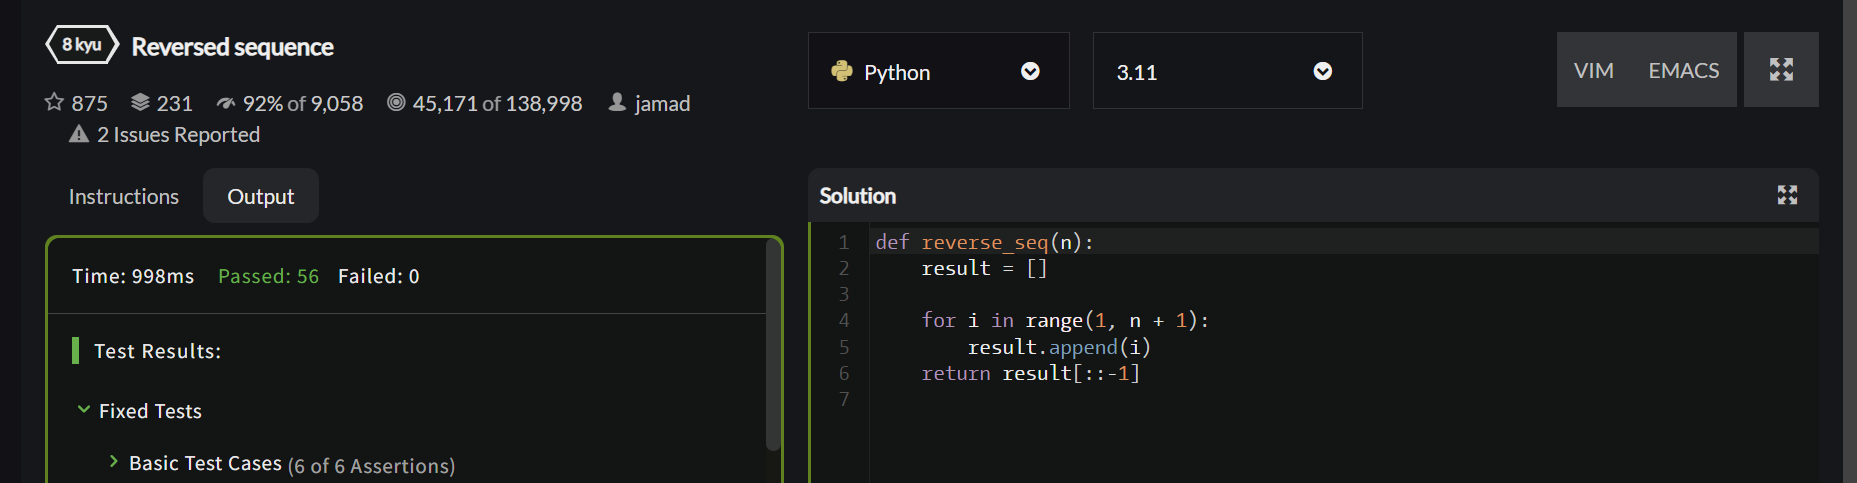 8 kyu Reversed sequence
875 231 92% of 9,058 45,171 of 138,998 jamad
2 Issues Reported
Python 3.11 VIM EMACS
Instructions Output
Time: 998ms Passed: 56 Failed: 0
Test Results:
Fixed Tests
Basic Test Cases (6 of 6 Assertions)
Solution
1 def reverse_seq(n):
2     result = []
3
4     for i in range(1, n + 1):
5         result.append(i)
6     return result[::-1]
7